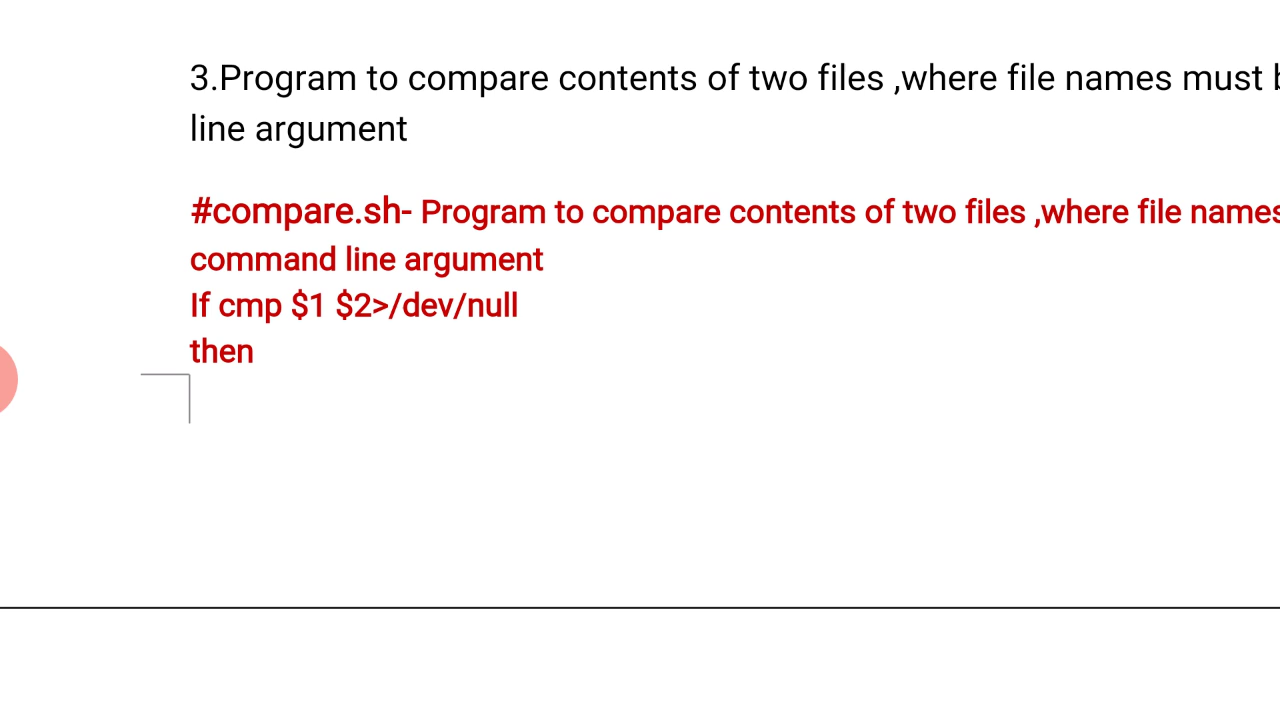 3.Program to compare contents of two files ,where file names must
line argument
#compare.sh- Program to compare contents of two files ,where file names
command line argument
If cmp $1 $2>/dev/null
then